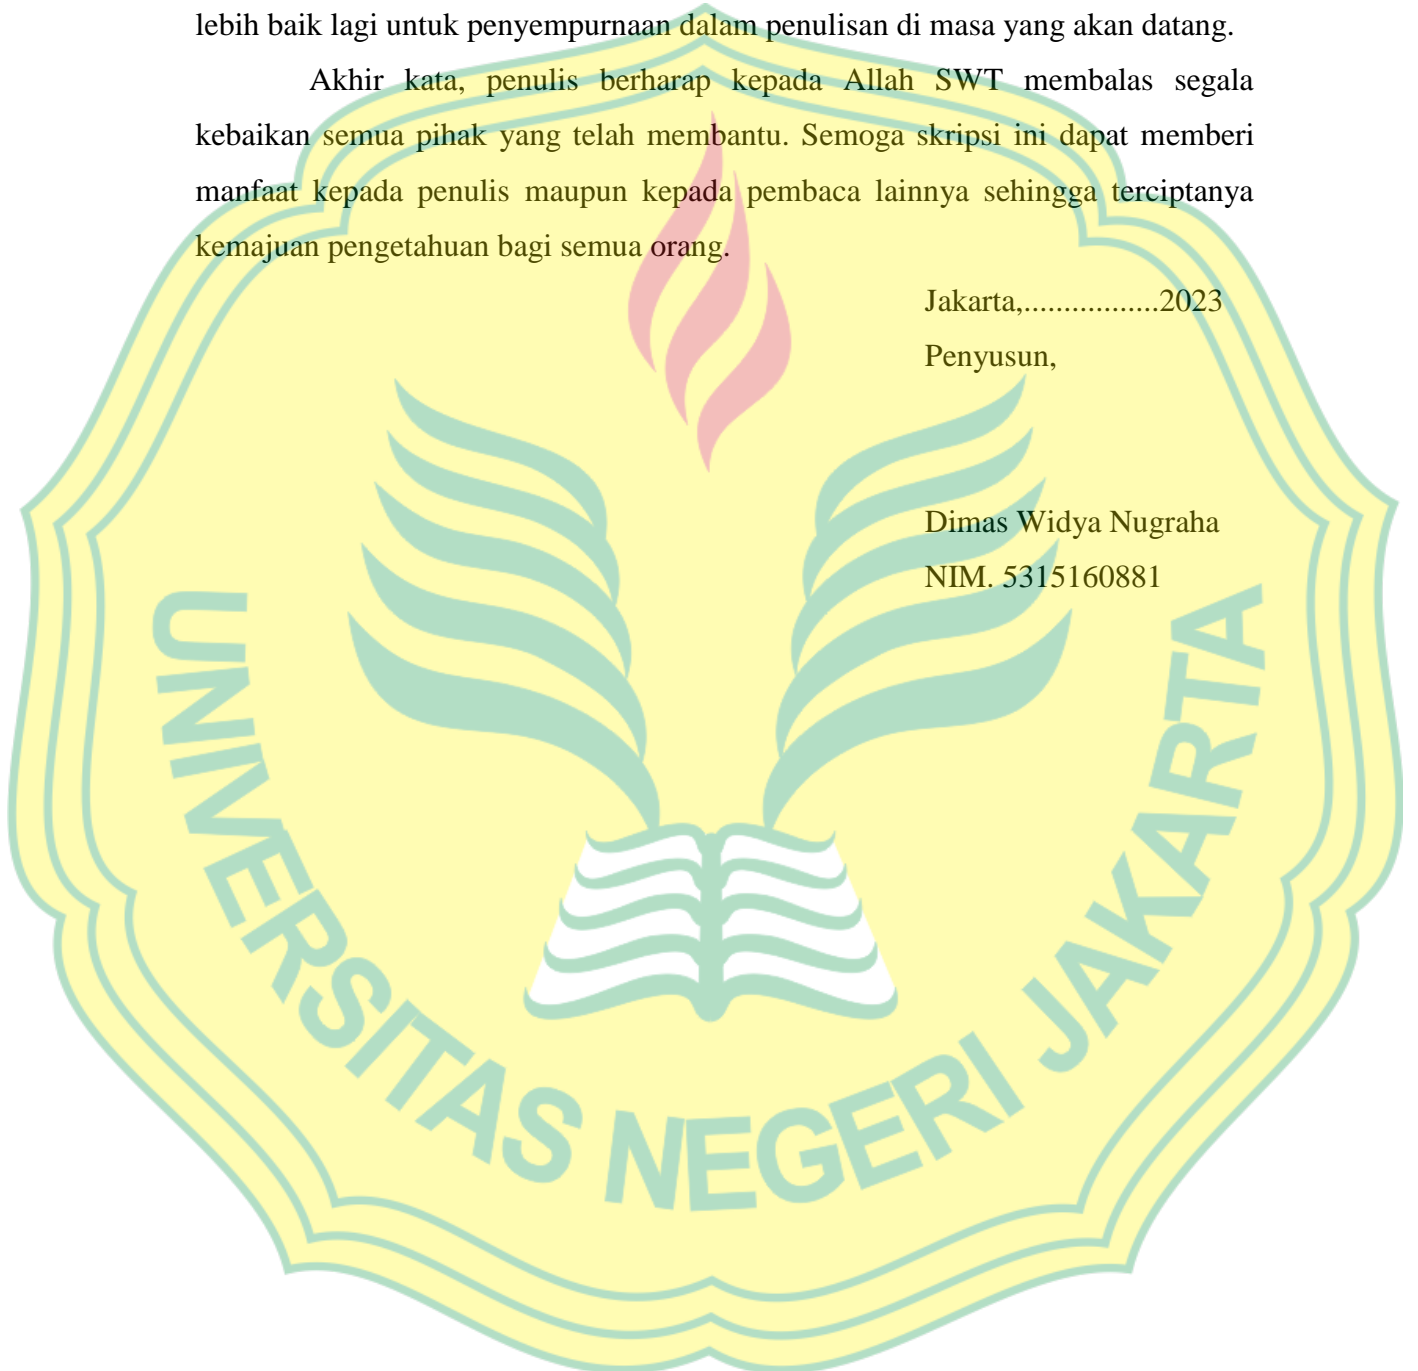 lebih baik lagi untuk penyempurnaan dalam penulisan di masa yang akan datang.
Akhir kata, penulis berharap kepada Allah SWT membalas segala
kebaikan semua pihak yang telah membantu. Semoga skripsi ini dapat memberi
manfaat kepada penulis maupun kepada pembaca lainnya sehingga terciptanya
kemajuan pengetahuan bagi semua orang.
Jakarta,.................2023
Penyusun,
Dimas Widya Nugraha
NIM. 5315160881
UNIVERSITAS NEGERI JAKARTA